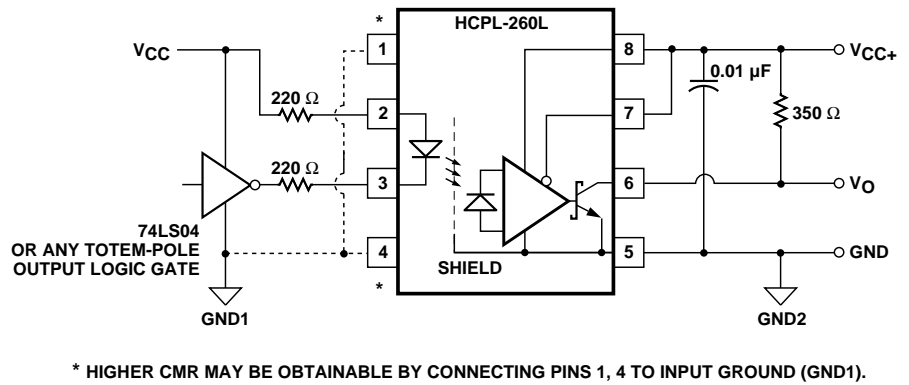 *
HCPL-260L
VCC
1
8
VCC+
0.01 µF
220 Ω
2
7
350 Ω
220 Ω
3
6
VO
74LS04
OR ANY TOTEM-POLE
OUTPUT LOGIC GATE
4
SHIELD
5
GND
*
GND1
GND2
* HIGHER CMR MAY BE OBTAINABLE BY CONNECTING PINS 1, 4 TO INPUT GROUND (GND1).